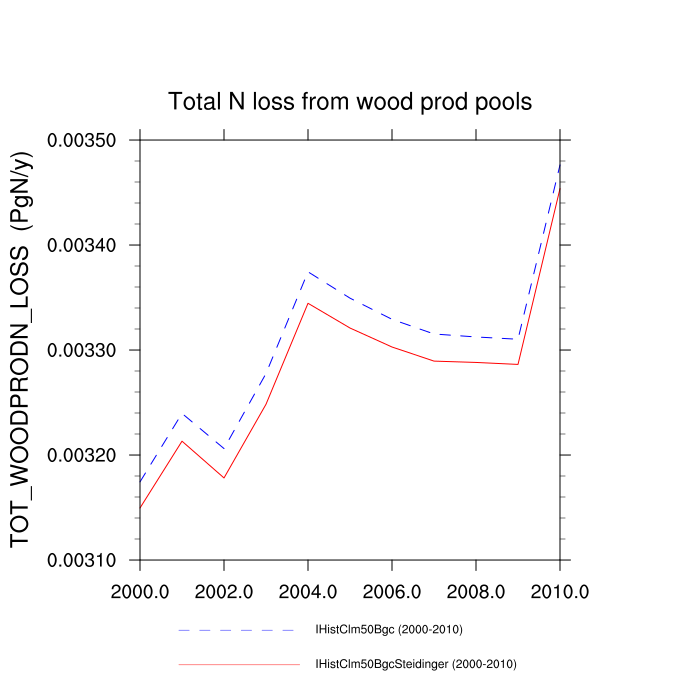 Total N loss from wood prod pools
TOT_WOODPRODN_LOSS (PgN/y)
0.00350
0.00340
0.00330
0.00320
0.00310
2000.0 2002.0 2004.0 2006.0 2008.0 2010.0
IHistClm50Bgc (2000-2010)
IHistClm50BgcSteidinger (2000-2010)